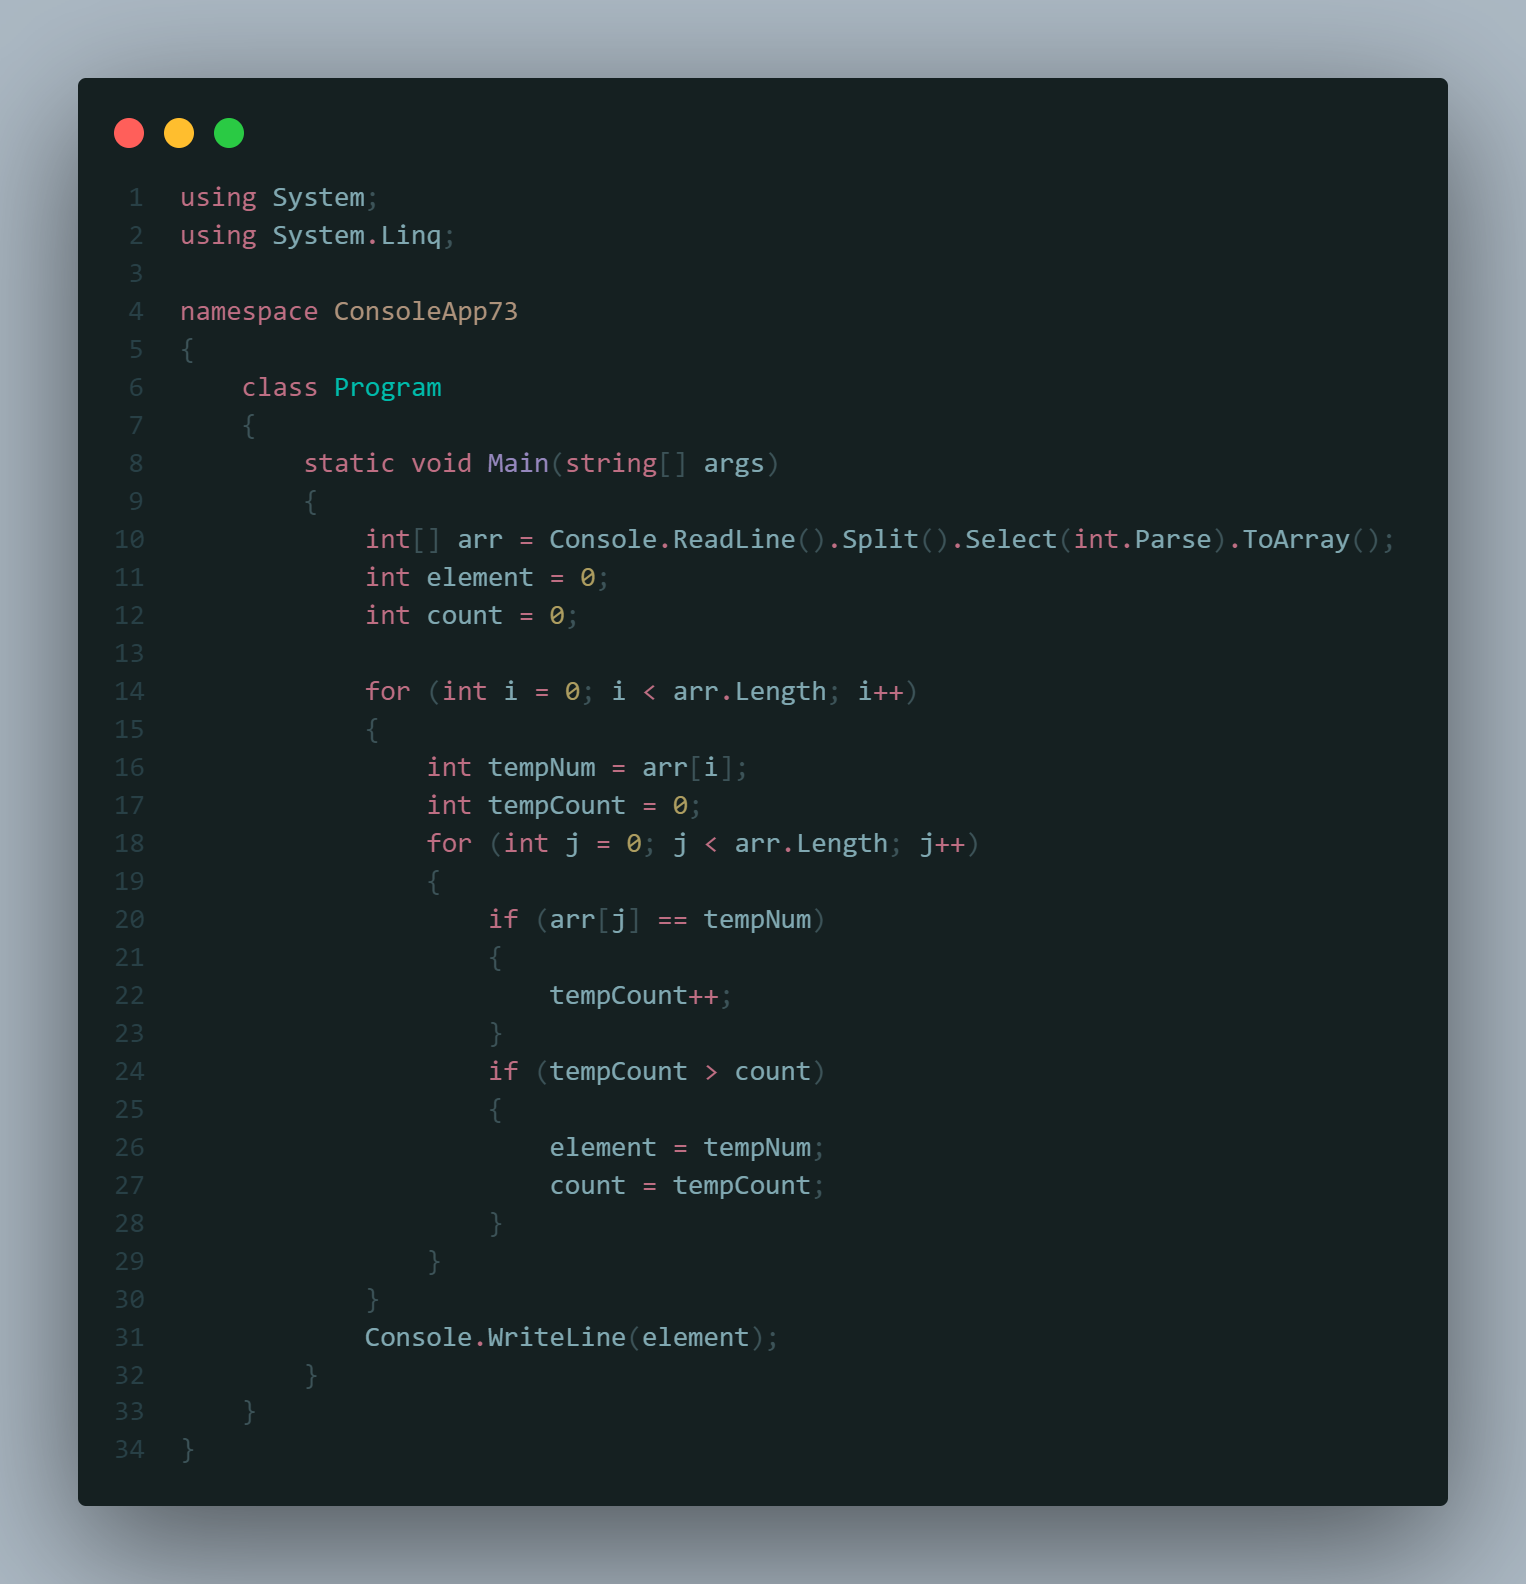 1 using System;
2 using System.Linq;
3
4 namespace ConsoleApp73
5 {
6     class Program
7     {
8         static void Main(string[] args)
9         {
10             int[] arr = Console.ReadLine().Split().Select(int.Parse).ToArray();
11             int element = 0;
12             int count = 0;
13
14             for (int i = 0; i < arr.Length; i++)
15             {
16                 int tempNum = arr[i];
17                 int tempCount = 0;
18                 for (int j = 0; j < arr.Length; j++)
19                 {
20                     if (arr[j] == tempNum)
21                     {
22                         tempCount++;
23                     }
24                     if (tempCount > count)
25                     {
26                         element = tempNum;
27                         count = tempCount;
28                     }
29                 }
30             }
31             Console.WriteLine(element);
32         }
33     }
34 }